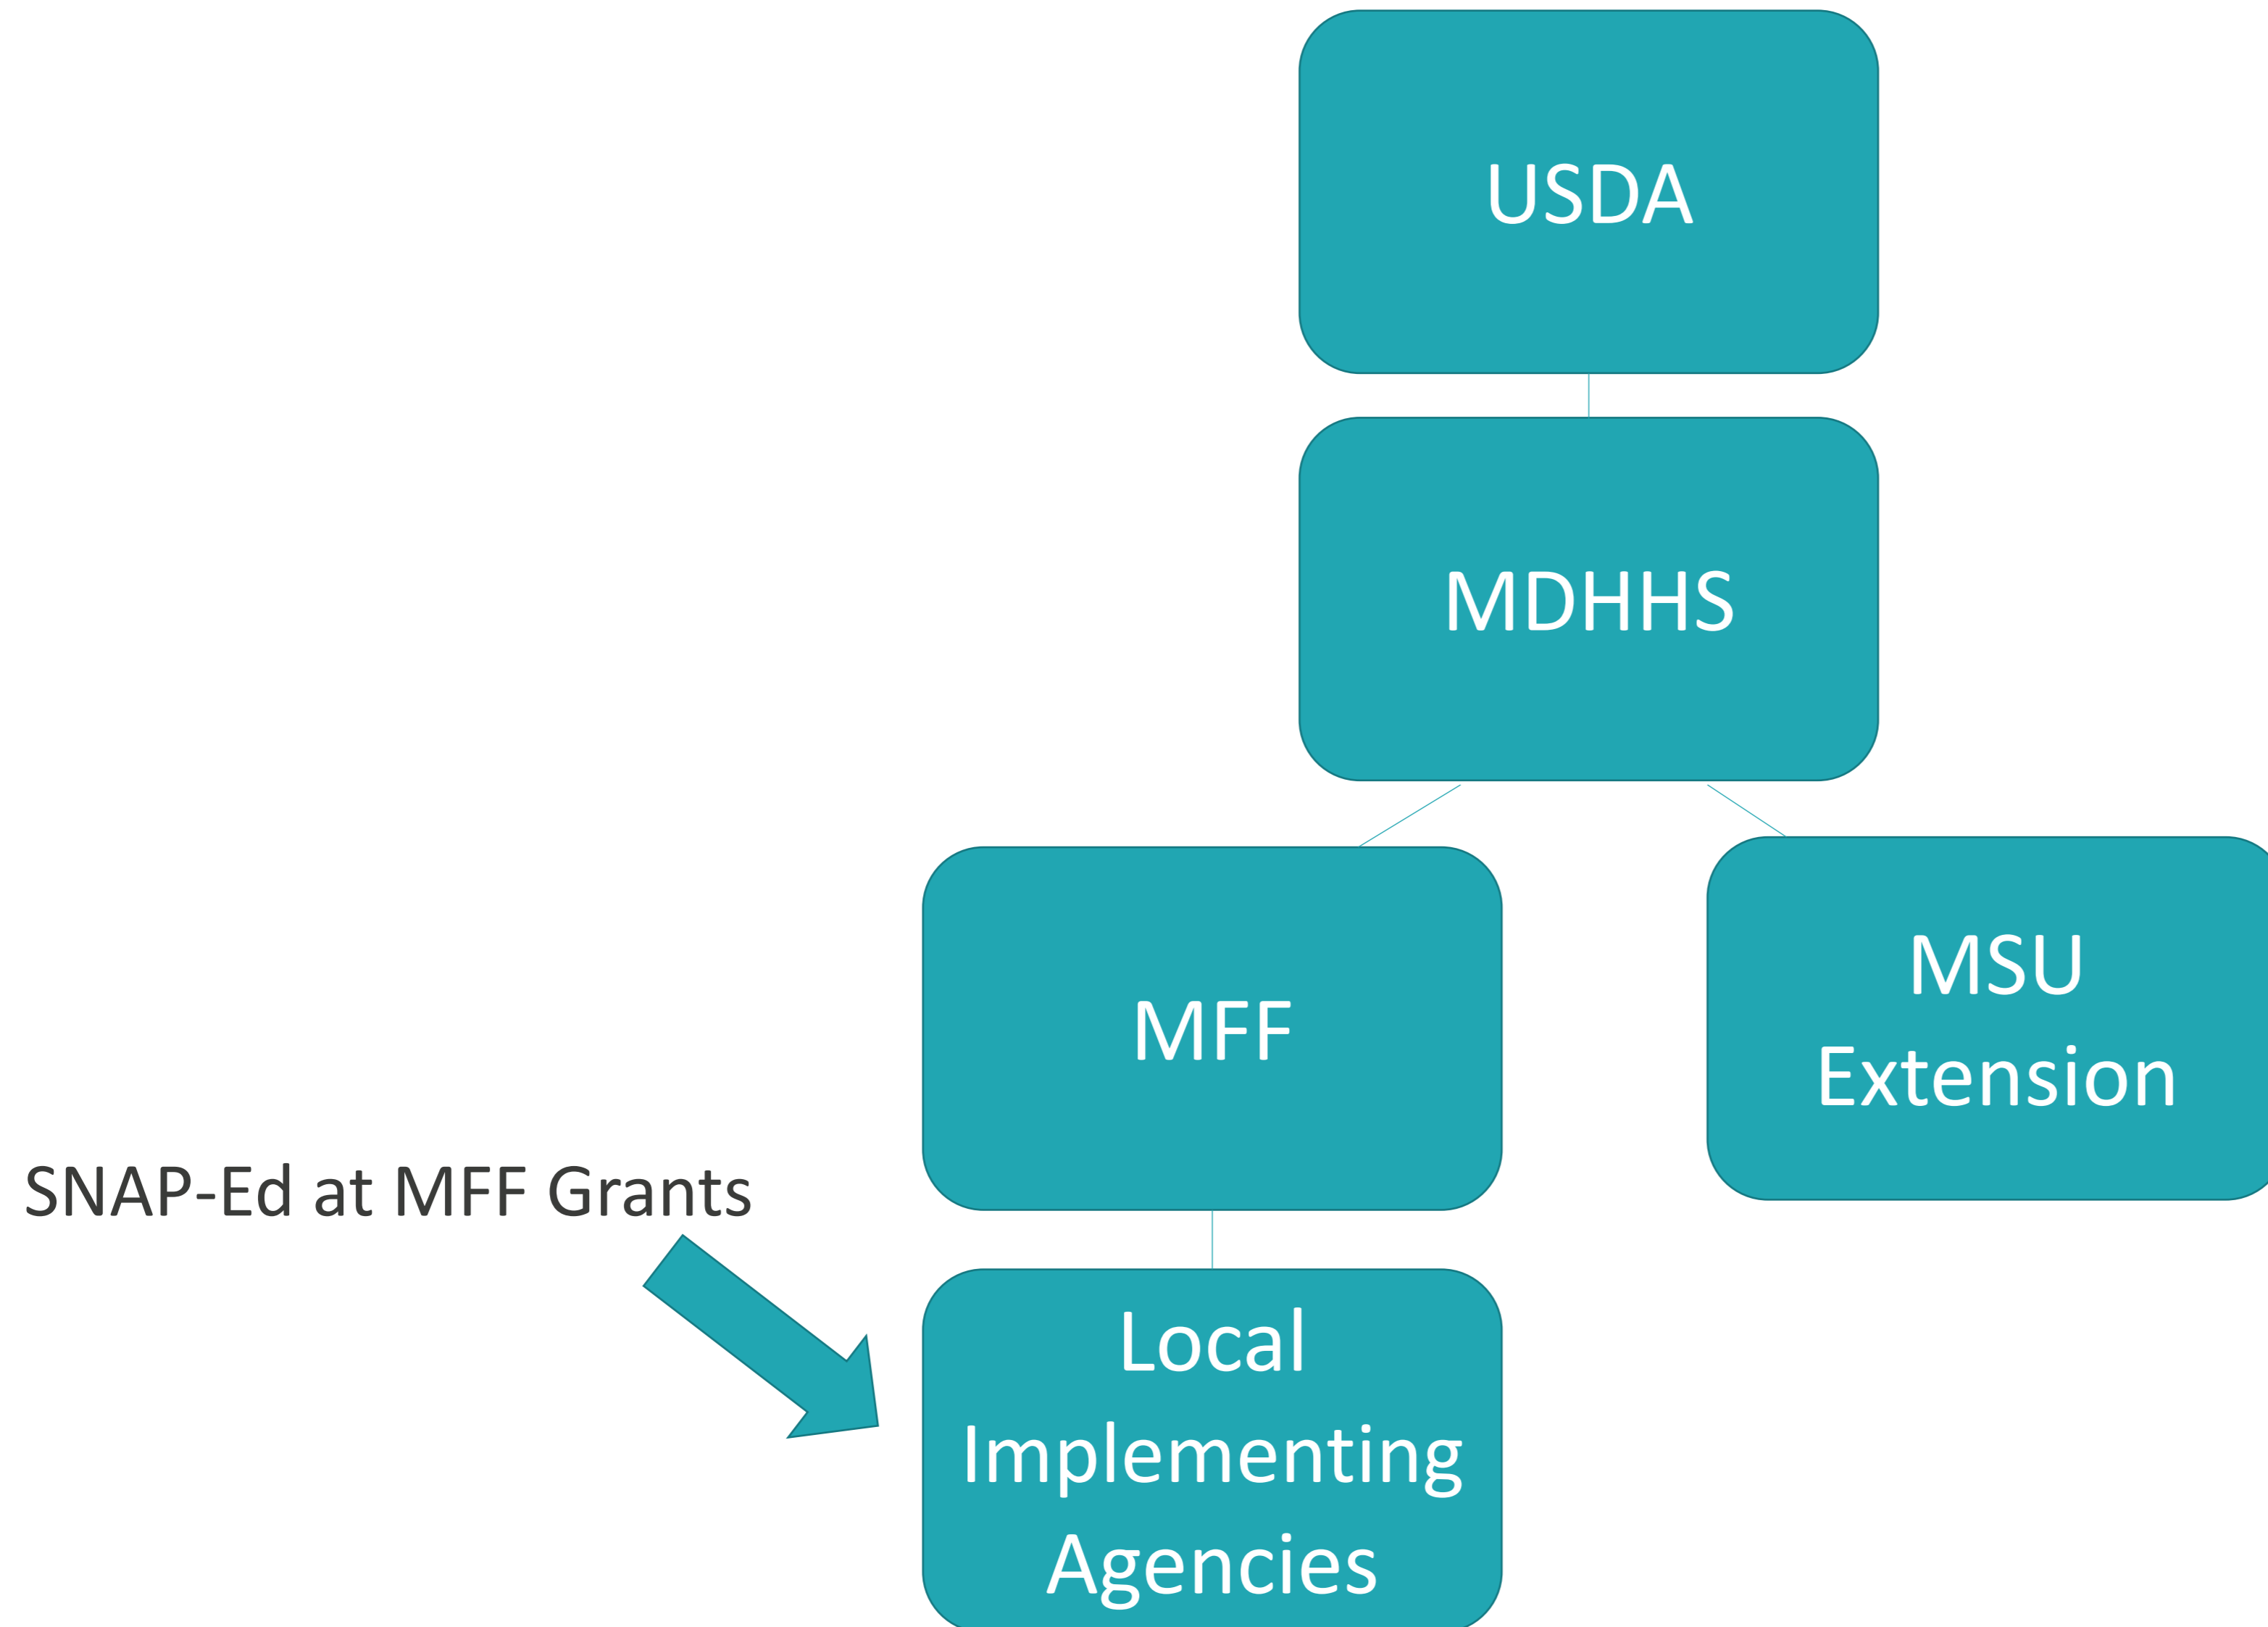 USDA
MDHHS
MFF
MSU
Extension
SNAP-Ed at MFF Grants
Local
Implementing
Agencies